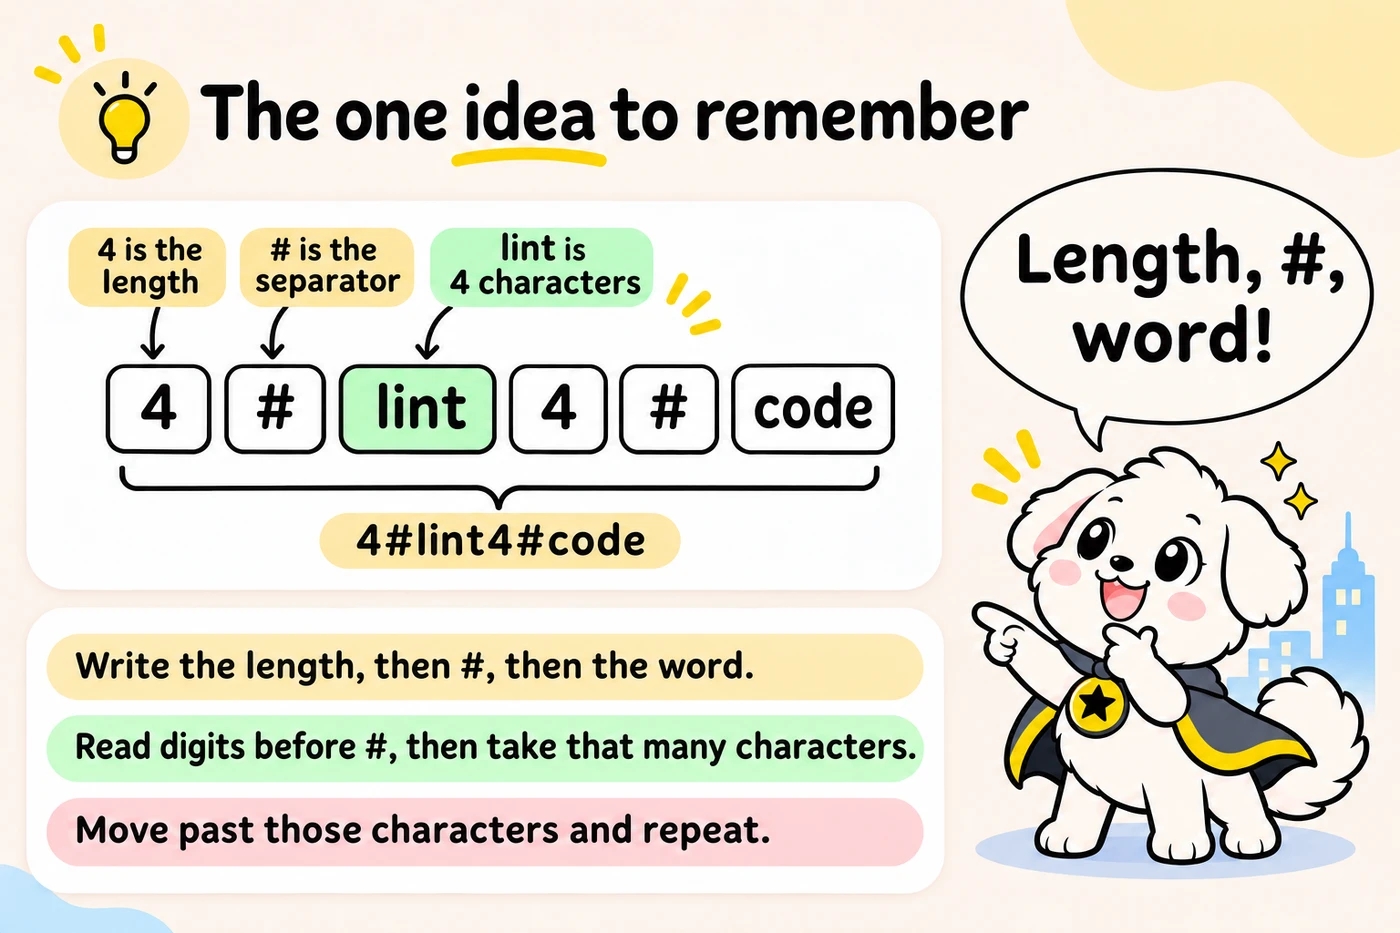 The one idea to remember
4 is the
length
# is the
separator
lint is
4 characters
4 # lint 4 # code
4#lint4#code
Write the length, then #, then the word.
Read digits before #, then take that many characters.
Move past those characters and repeat.
Length, #,
word!